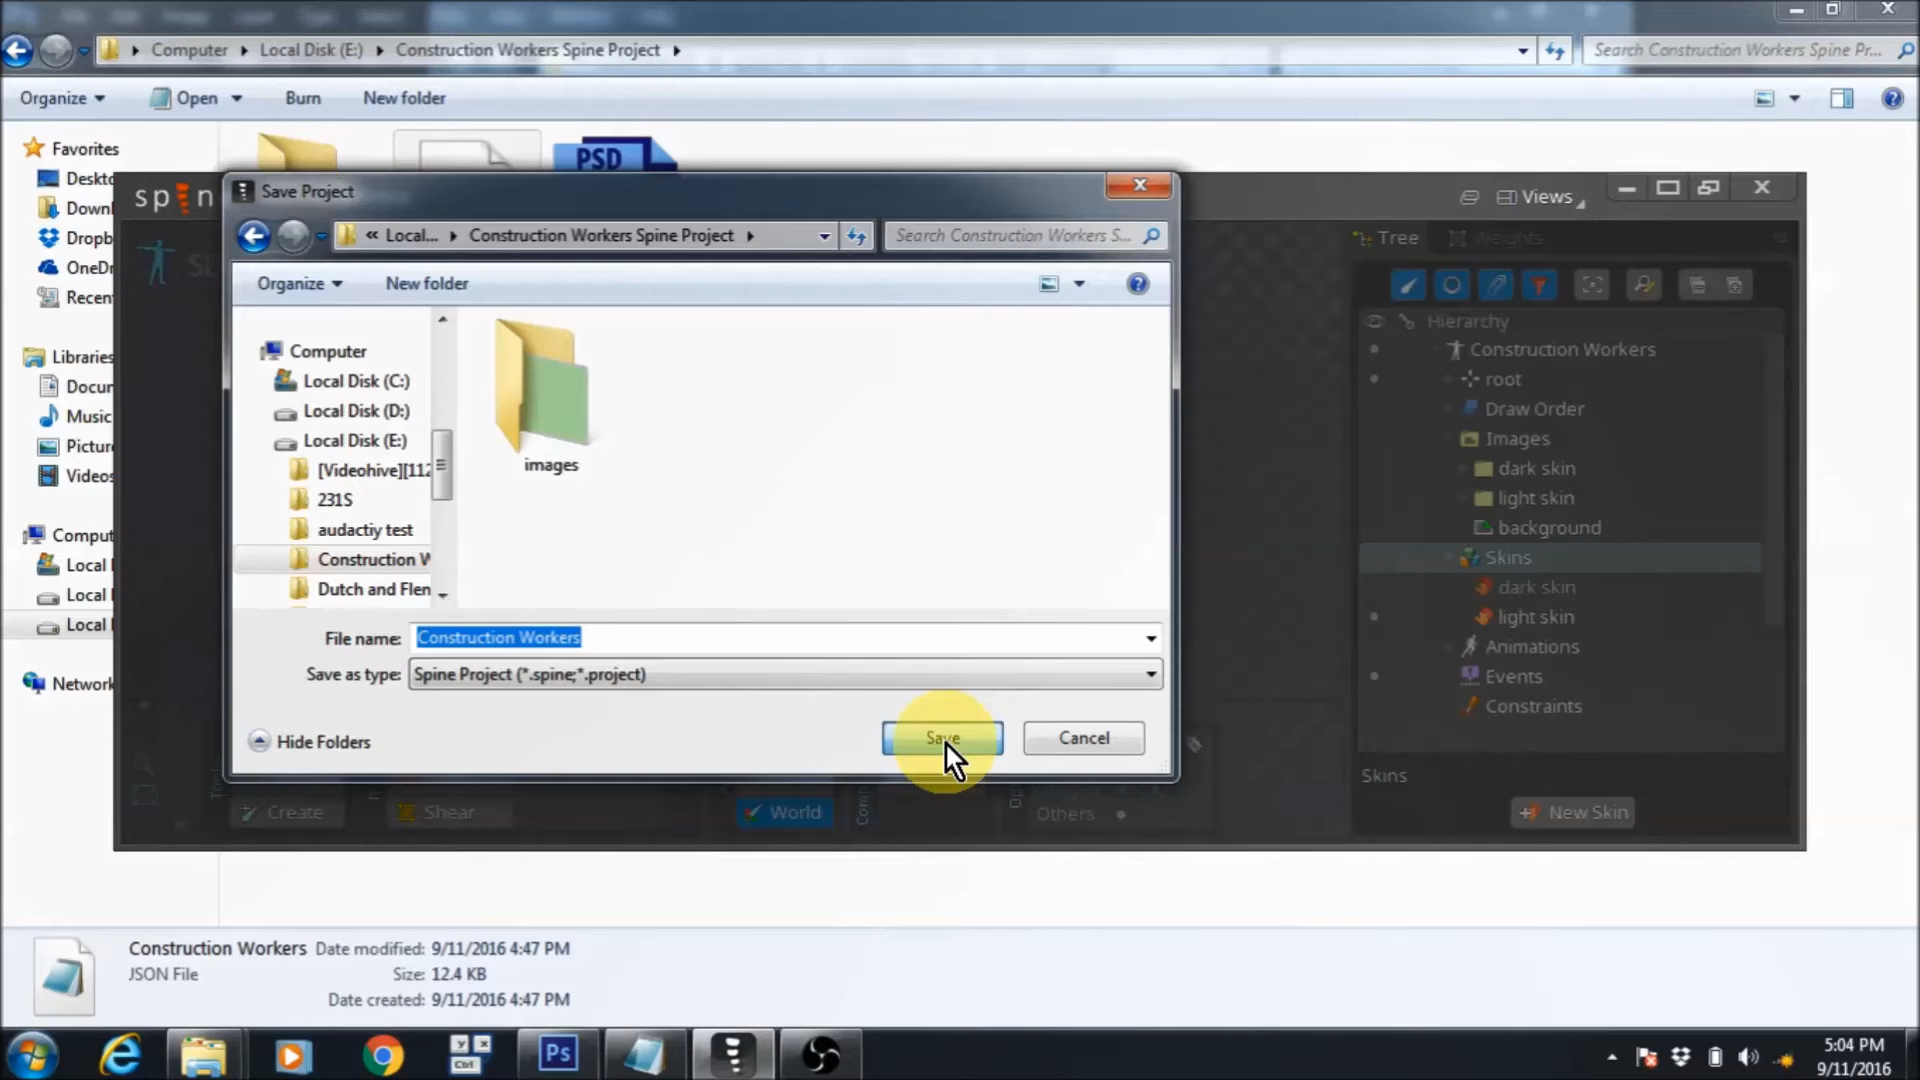 Computer Local Disk (E:) Construction Workers Spine Project
Search Construction Workers Spine Pr...
Organize Open Burn New folder
Favorites
Deskto
Downl
Dropb
OneDr
Recen
Libraries
Docum
Music
Picture
Videos
Comput
Local
Local
Local
Network
PSD
Save Project
« Local... Construction Workers Spine Project
Search Construction Workers S...
Organize New folder
Computer
Local Disk (C:)
Local Disk (D:)
Local Disk (E:)
[Videohive][112
231S
audactiy test
Construction W
Dutch and Flen
images
File name: Construction Workers
Save as type: Spine Project (*.spine;*.project)
Hide Folders
Save
Cancel
spin
Views
Tree
Weights
Hierarchy
Construction Workers
root
Draw Order
Images
dark skin
light skin
background
Skins
dark skin
light skin
Animations
Events
Constraints
Skins
New Skin
Create
Shear
World
Others
Construction Workers Date modified: 9/11/2016 4:47 PM
JSON File Size: 12.4 KB
Date created: 9/11/2016 4:47 PM
Y X
Ctrl
Ps
5:04 PM
9/11/2016